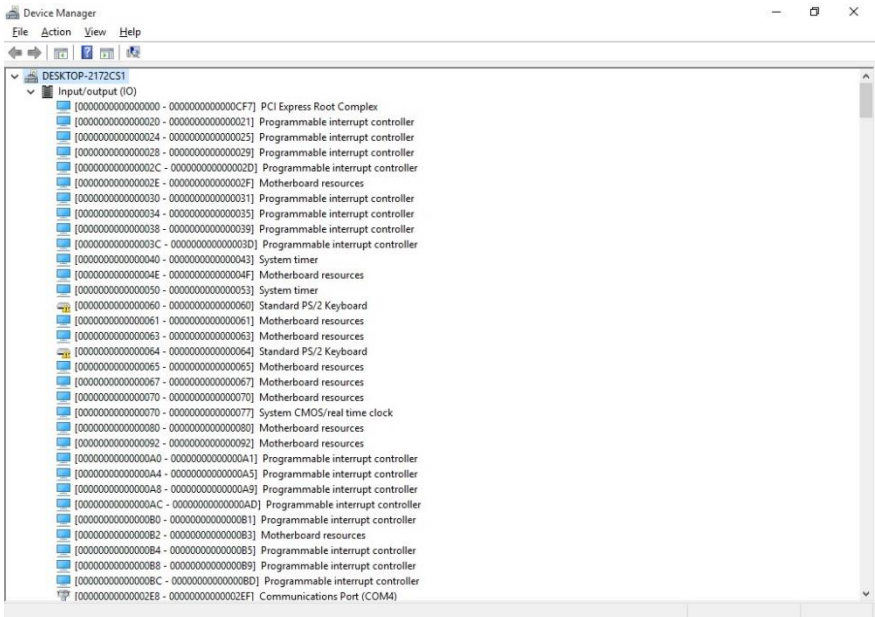 Device Manager
File Action View Help
DESKTOP-2172CS1
Input/output (IO)
[0000000000000000 - 0000000000000CF7] PCI Express Root Complex
[0000000000000020 - 0000000000000021] Programmable interrupt controller
[0000000000000024 - 0000000000000025] Programmable interrupt controller
[0000000000000028 - 0000000000000029] Programmable interrupt controller
[000000000000002C - 000000000000002D] Programmable interrupt controller
[000000000000002E - 000000000000002F] Motherboard resources
[0000000000000030 - 0000000000000031] Programmable interrupt controller
[0000000000000034 - 0000000000000035] Programmable interrupt controller
[0000000000000038 - 0000000000000039] Programmable interrupt controller
[000000000000003C - 000000000000003D] Programmable interrupt controller
[0000000000000040 - 0000000000000043] System timer
[000000000000004E - 000000000000004F] Motherboard resources
[0000000000000050 - 0000000000000053] System timer
[0000000000000060 - 0000000000000060] Standard PS/2 Keyboard
[0000000000000061 - 0000000000000061] Motherboard resources
[0000000000000063 - 0000000000000063] Motherboard resources
[0000000000000064 - 0000000000000064] Standard PS/2 Keyboard
[0000000000000065 - 0000000000000065] Motherboard resources
[0000000000000067 - 0000000000000067] Motherboard resources
[0000000000000070 - 0000000000000070] Motherboard resources
[0000000000000070 - 0000000000000077] System CMOS/real time clock
[0000000000000080 - 0000000000000080] Motherboard resources
[0000000000000092 - 0000000000000092] Motherboard resources
[00000000000000A0 - 00000000000000A1] Programmable interrupt controller
[00000000000000A4 - 00000000000000A5] Programmable interrupt controller
[00000000000000A8 - 00000000000000A9] Programmable interrupt controller
[00000000000000AC - 00000000000000AD] Programmable interrupt controller
[00000000000000B0 - 00000000000000B1] Programmable interrupt controller
[00000000000000B2 - 00000000000000B3] Motherboard resources
[00000000000000B4 - 00000000000000B5] Programmable interrupt controller
[00000000000000B8 - 00000000000000B9] Programmable interrupt controller
[00000000000000BC - 00000000000000BD] Programmable interrupt controller
[00000000000002E8 - 00000000000002EF] Communications Port (COM4)